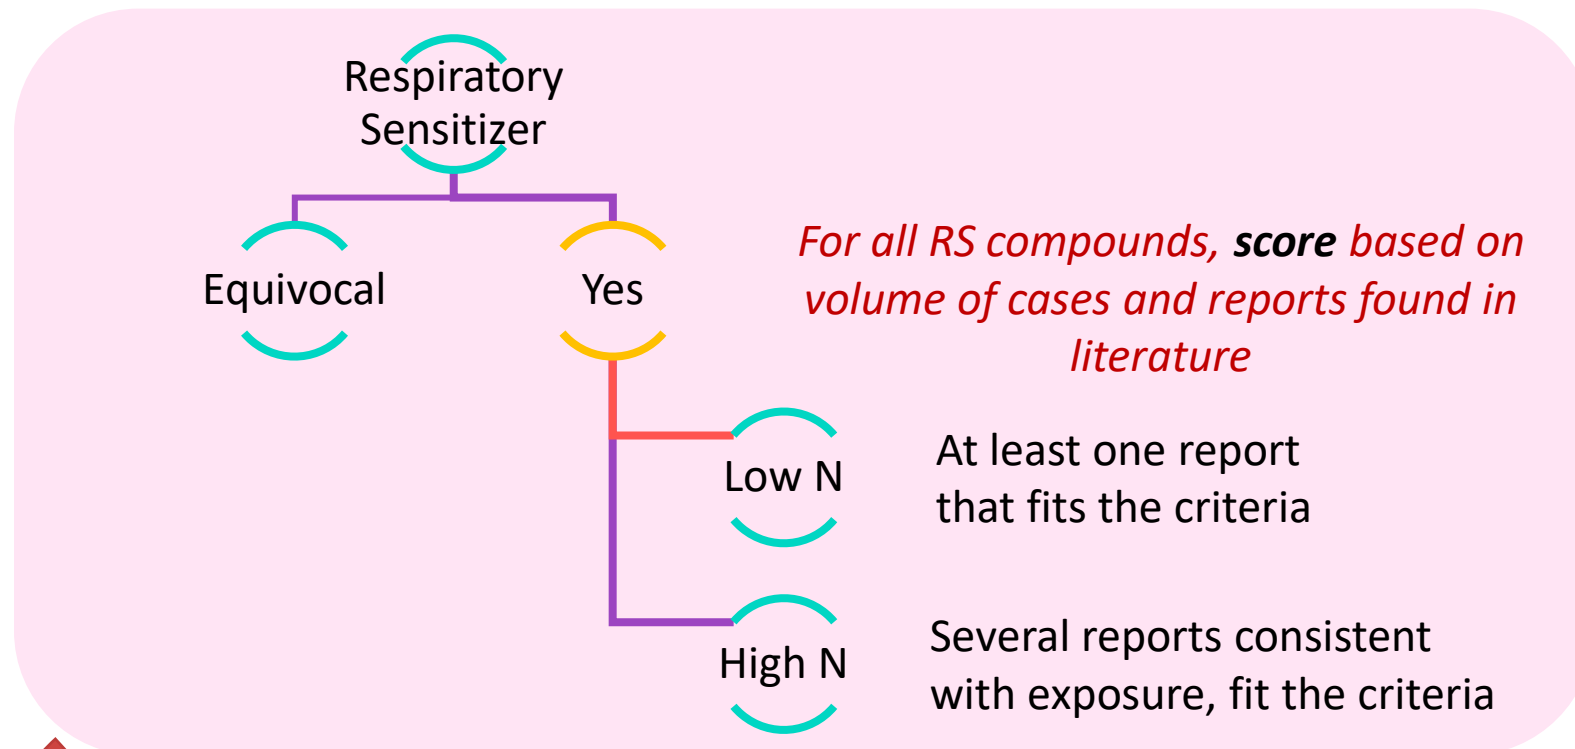 Respiratory
Sensitizer
Equivocal
Yes
For all RS compounds, score based on
volume of cases and reports found in
literature
Low N
At least one report
that fits the criteria
High N
Several reports consistent
with exposure, fit the criteria